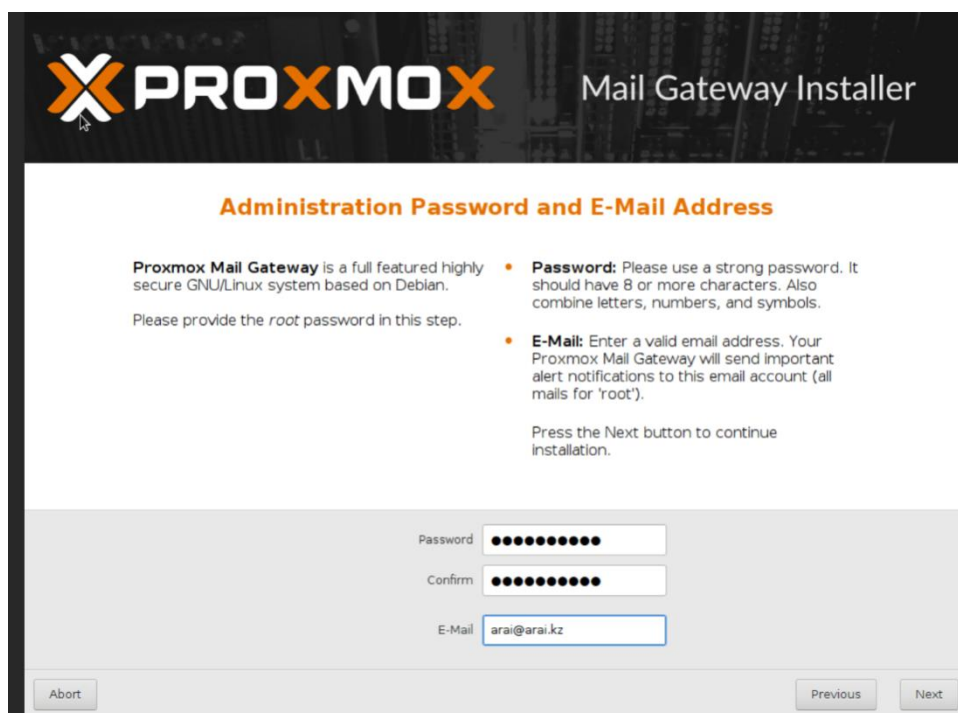 PROXMOX
Mail Gateway Installer
Administration Password and E-Mail Address
Proxmox Mail Gateway is a full featured highly
secure GNU/Linux system based on Debian.
Please provide the root password in this step.
• Password: Please use a strong password. It
should have 8 or more characters. Also
combine letters, numbers, and symbols.
• E-Mail: Enter a valid email address. Your
Proxmox Mail Gateway will send important
alert notifications to this email account (all
mails for 'root').
Press the Next button to continue
installation.
Password ●●●●●●●●●●
Confirm ●●●●●●●●●●
E-Mail arai@arai.kz
Abort Previous Next